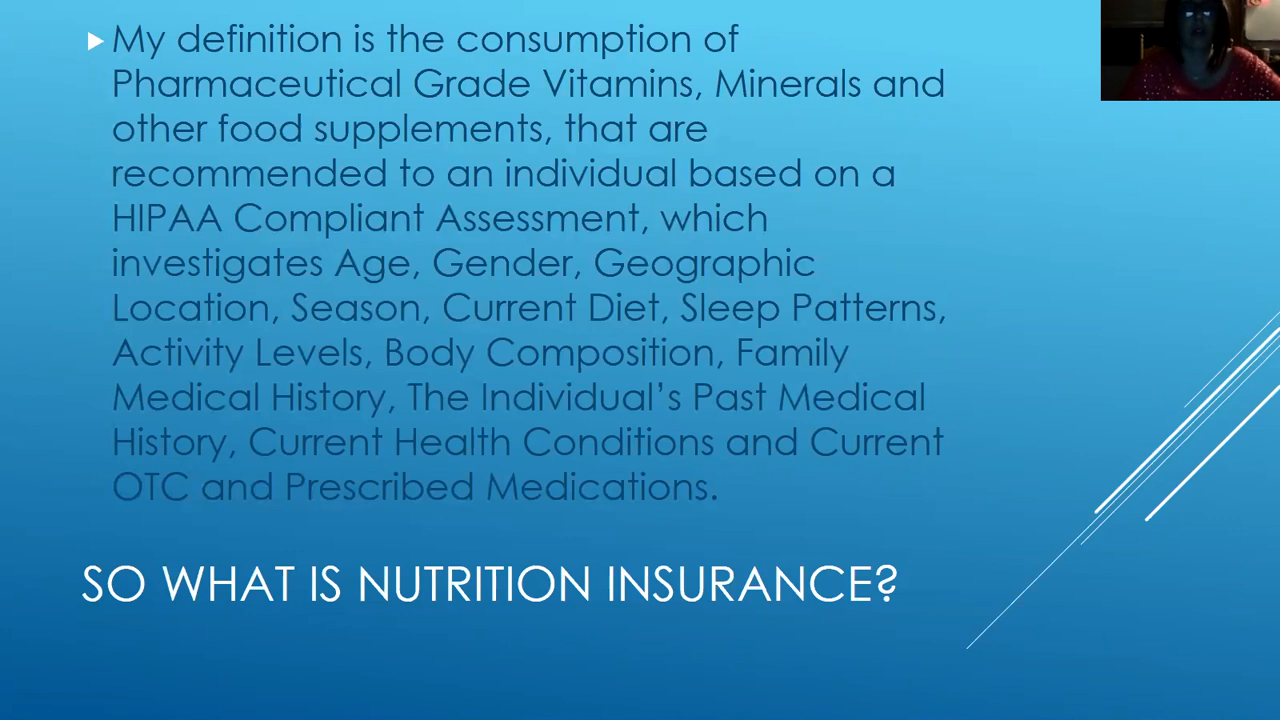 My definition is the consumption of
Pharmaceutical Grade Vitamins, Minerals and
other food supplements, that are
recommended to an individual based on a
HIPAA Compliant Assessment, which
investigates Age, Gender, Geographic
Location, Season, Current Diet, Sleep Patterns,
Activity Levels, Body Composition, Family
Medical History, The Individual’s Past Medical
History, Current Health Conditions and Current
OTC and Prescribed Medications.
SO WHAT IS NUTRITION INSURANCE?